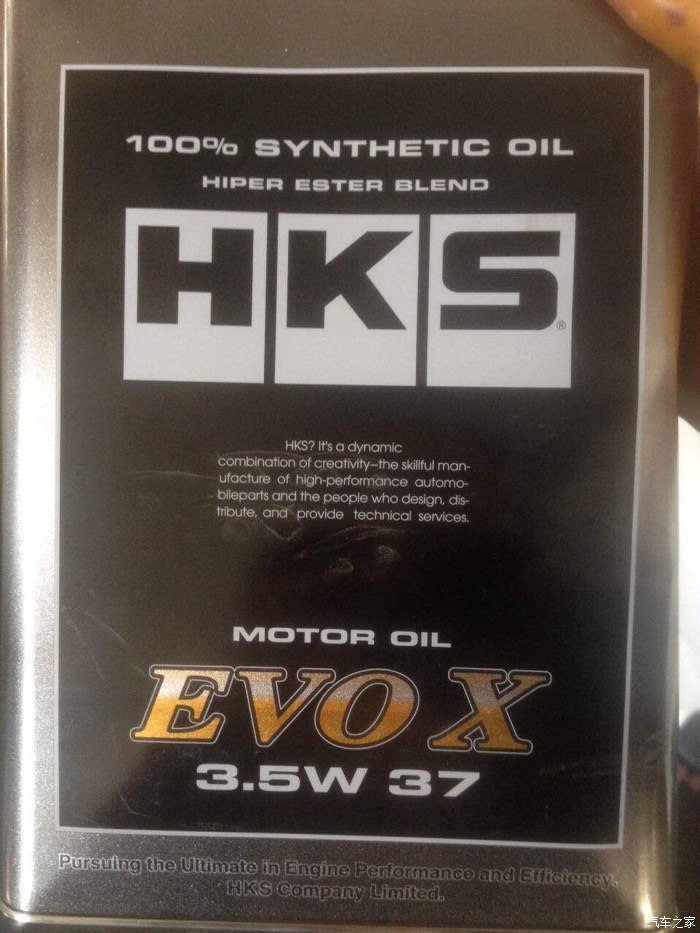 100% SYNTHETIC OIL
HIPER ESTER BLEND
HKS®
HKS? It's a dynamic
combination of creativity–the skillful man-
ufacture of high-performance automo-
bileparts and the people who design, dis-
tribute, and provide technical services.
MOTOR OIL
EVO X
3.5W 37
Pursuing the Ultimate in Engine Performance and Efficiency.
HKS Company Limited.
汽车之家